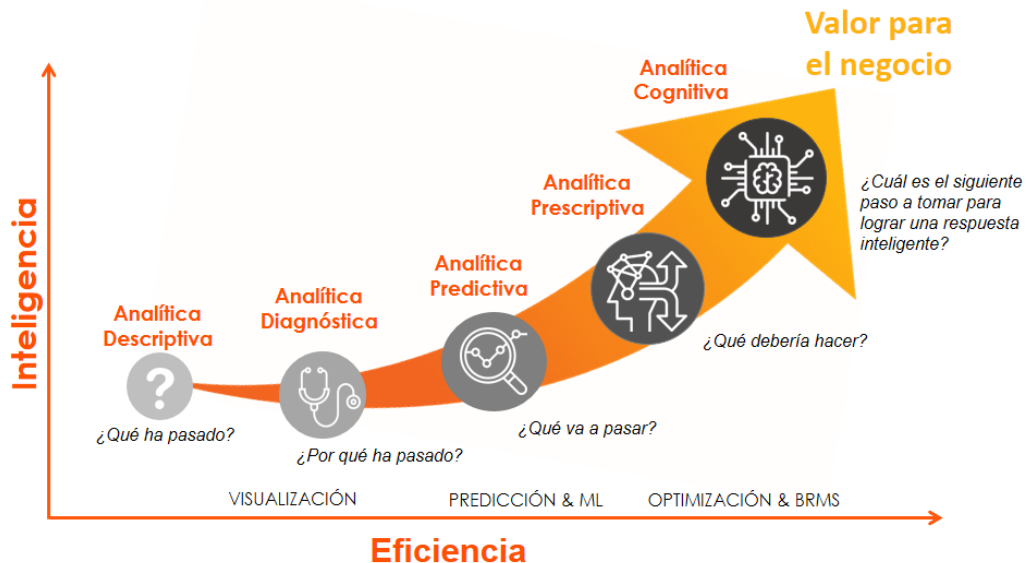 Valor para
el negocio
Analítica
Cognitiva
¿Cuál es el siguiente
paso a tomar para
lograr una respuesta
inteligente?
Analítica
Prescriptiva
¿Qué debería hacer?
Analítica
Predictiva
¿Qué va a pasar?
Analítica
Diagnóstica
¿Por qué ha pasado?
Analítica
Descriptiva
?
¿Qué ha pasado?
Inteligencia
VISUALIZACIÓN
PREDICCIÓN & ML
OPTIMIZACIÓN & BRMS
Eficiencia